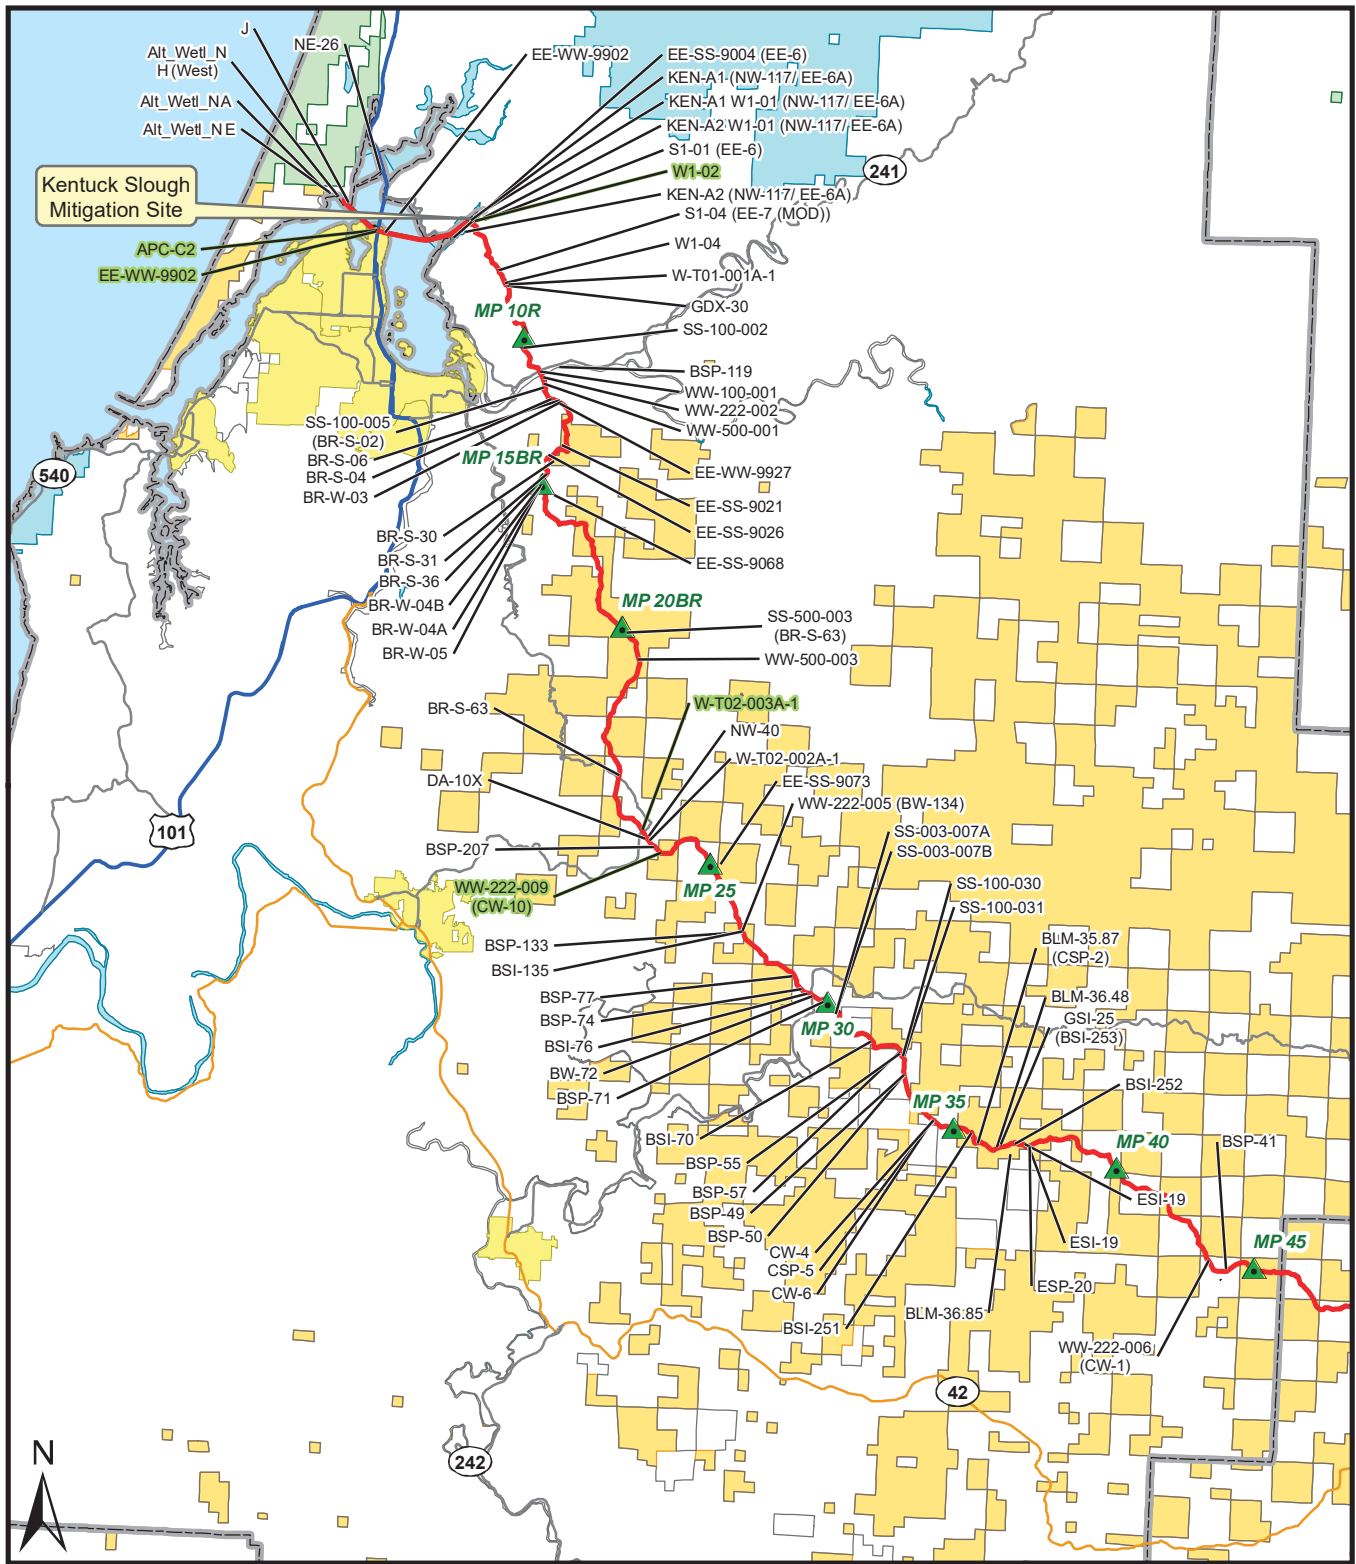 J
NE-26
EE-WW-9902
Alt_Wetl_N
H (West)
Alt_Wetl_NA
Alt_Wetl_NE
EE-SS-9004 (EE-6)
KEN-A1 (NW-117/ EE-6A)
KEN-A1 W1-01 (NW-117/ EE-6A)
KEN-A2 W1-01 (NW-117/ EE-6A)
S1-01 (EE-6)
W1-02
KEN-A2 (NW-117/ EE-6A)
S1-04 (EE-7 (MOD))
W1-04
W-T01-001A-1
GDX-30
241
Kentuck Slough
Mitigation Site
APC-C2
EE-WW-9902
MP 10R
SS-100-002
BSP-119
WW-100-001
WW-222-002
WW-500-001
SS-100-005
(BR-S-02)
BR-S-06
BR-S-04
BR-W-03
MP 15BR
EE-WW-9927
EE-SS-9021
EE-SS-9026
EE-SS-9068
540
BR-S-30
BR-S-31
BR-S-36
BR-W-04B
BR-W-04A
BR-W-05
MP 20BR
SS-500-003
(BR-S-63)
WW-500-003
BR-S-63
W-T02-003A-1
NW-40
W-T02-002A-1
DA-10X
EE-SS-9073
WW-222-005 (BW-134)
101
SS-003-007A
SS-003-007B
BSP-207
MP 25
WW-222-009
(CW-10)
SS-100-030
SS-100-031
BSP-133
BSI-135
BLM-35.87
(CSP-2)
BLM-36.48
GSI-25
(BSI-253)
BSP-77
BSP-74
BSI-76
BW-72
BSP-71
MP 30
BSI-252
MP 35
BSI-70
BSP-55
BSP-57
BSP-49
BSP-50
MP 40
BSP-41
ESI-19
ESI-19
MP 45
CW-4
CSP-5
CW-6
ESP-20
BLM-36.85
BSI-251
WW-222-006
(CW-1)
42
242
N